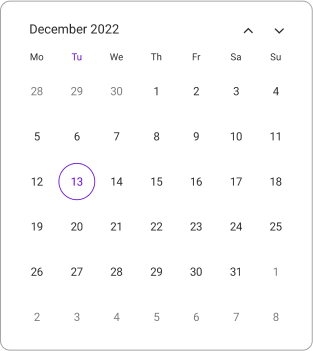 December 2022
Mo Tu We Th Fr Sa Su
28 29 30 1 2 3 4
5 6 7 8 9 10 11
12 13 14 15 16 17 18
19 20 21 22 23 24 25
26 27 28 29 30 31 1
2 3 4 5 6 7 8